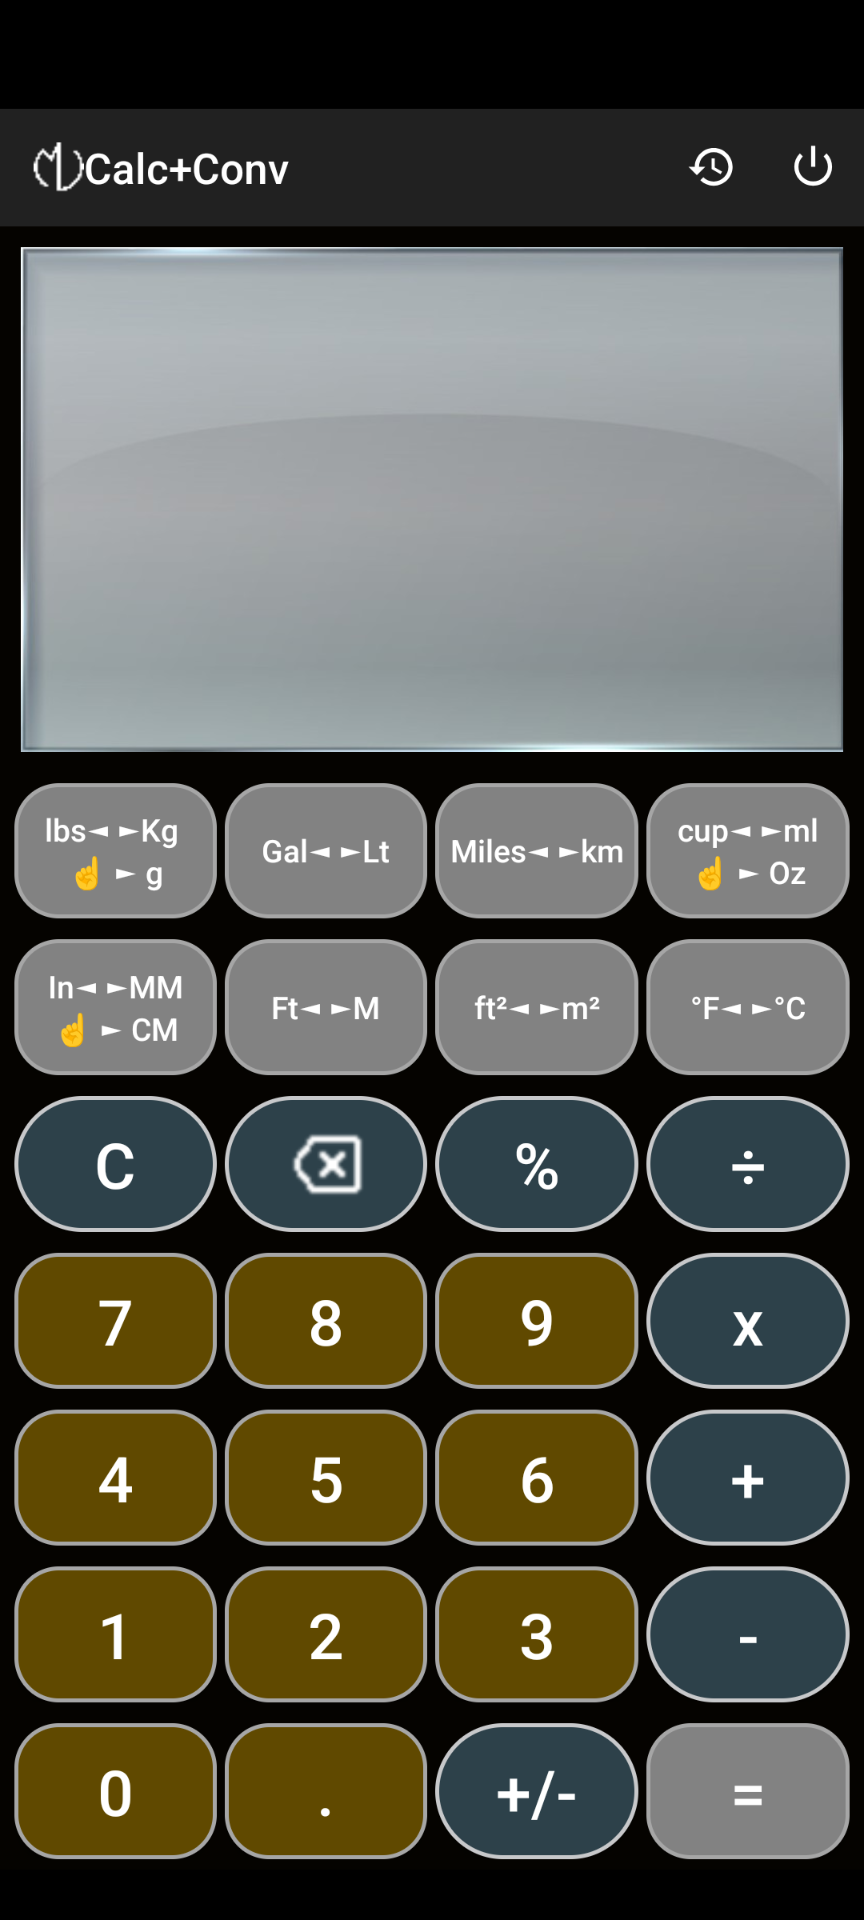 Calc+Conv
lbs◄ ►Kg
☝ ► g
Gal◄ ►Lt
Miles◄ ►km
cup◄ ►ml
☝ ► Oz
In◄ ►MM
☝ ► CM
Ft◄ ►M
ft²◄ ►m²
°F◄ ►°C
C
%
÷
7
8
9
x
4
5
6
+
1
2
3
-
0
.
+/-
=